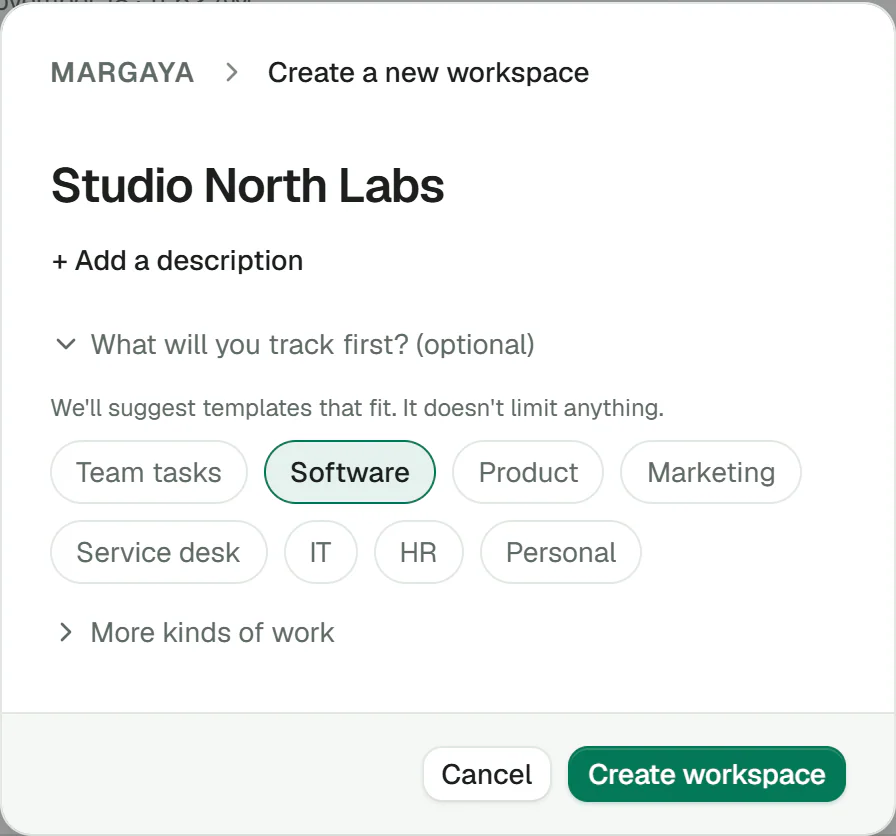 MARGAYA > Create a new workspace
Studio North Labs
+ Add a description
What will you track first? (optional)
We'll suggest templates that fit. It doesn't limit anything.
Team tasks Software Product Marketing
Service desk IT HR Personal
More kinds of work
Cancel Create workspace